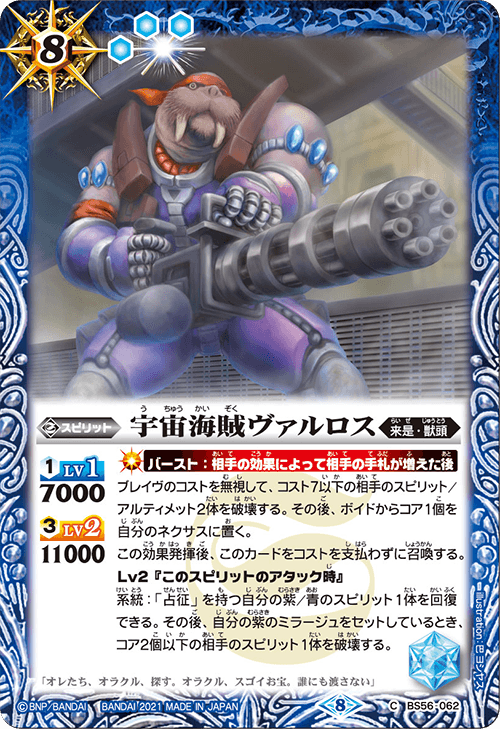 8
スピリット
宇宙海賊ヴァルロス
来是・獣頭
1 LV1
7000
3 LV2
11000
バースト：相手の効果によって相手の手札が増えた後
ブレイヴのコストを無視して、コスト7以下の相手のスピリット／
アルティメット2体を破壊する。その後、ボイドからコア1個を
自分のネクサスに置く。
この効果発揮後、このカードをコストを支払わずに召喚する。
Lv2『このスピリットのアタック時』
系統：「占征」を持つ自分の紫/青のスピリット1体を回復
できる。その後、自分の紫のミラージュをセットしているとき、
コア2個以下の相手のスピリット1体を破壊する。
「オレたち、オラクル、探す。オラクル、スゴイお宝。誰にも渡さない」
©BNP/BANDAI BANDAI 2021 MADE IN JAPAN
8
C BS56-062